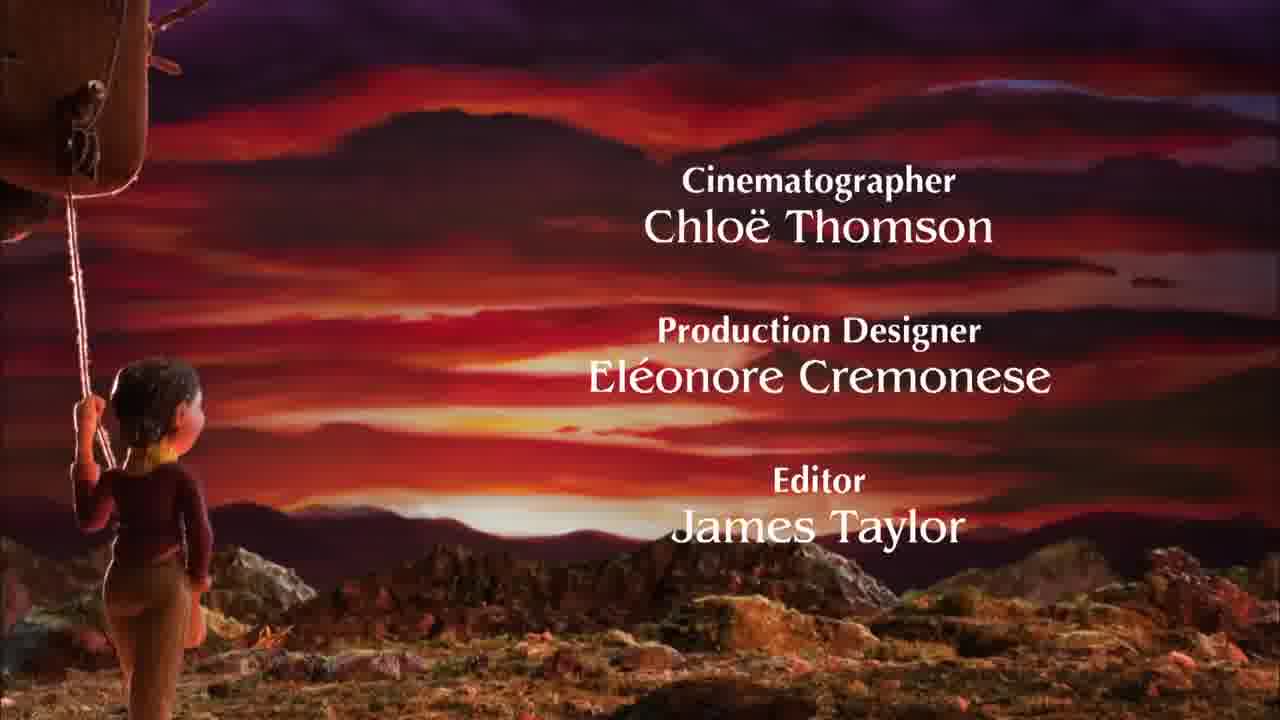 Cinematographer
Chloë Thomson
Production Designer
Eléonore Cremonese
Editor
James Taylor